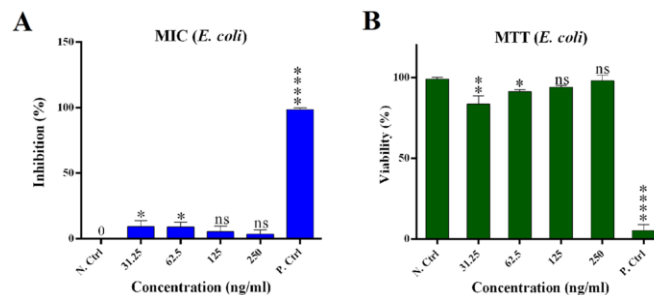 A
MIC (E. coli)
Inhibition (%)
150
100
50
0
0
*
*
ns
ns
****
N. Ctrl
31.25
62.5
125
250
P. Ctrl
Concentration (ng/ml)
B
MTT (E. coli)
Viability (%)
100
50
0
**
*
ns
ns
****
N. Ctrl
31.25
62.5
125
250
P. Ctrl
Concentration (ng/ml)